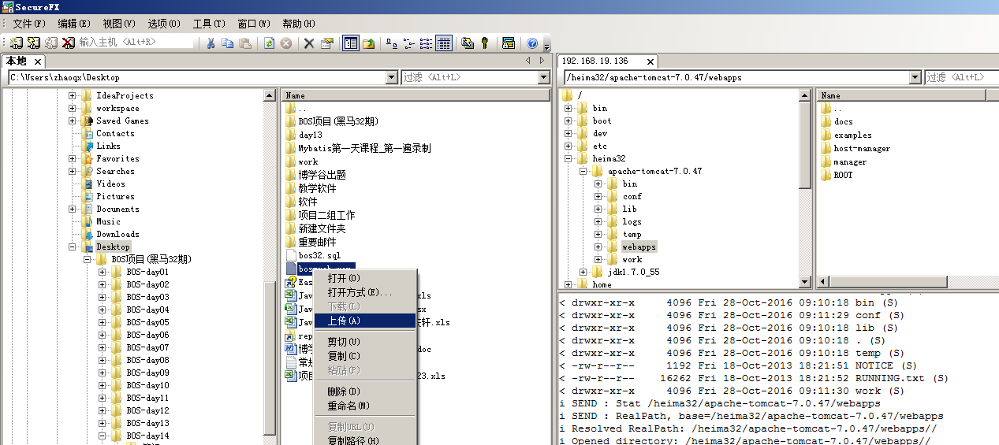 SecureFX
文件(F) 编辑(E) 视图(V) 选项(O) 工具(T) 窗口(W) 帮助(H)
输入主机 <Alt+R>
本地
C:\Users\zhaoqx\Desktop
过滤 <Alt+L>
IdeaProjects
workspace
Saved Games
Contacts
Links
Favorites
Searches
Videos
Pictures
Documents
Music
Downloads
Desktop
BOS项目(黑马32期)
BOS-day01
BOS-day02
BOS-day03
BOS-day04
BOS-day05
BOS-day06
BOS-day07
BOS-day08
BOS-day09
BOS-day10
BOS-day11
BOS-day12
BOS-day13
BOS-day14
Name
..
BOS项目(黑马32期)
day13
Mybatis第一天课程_第一遍录制
work
博学谷出题
教学软件
软件
项目二组工作
新建文件夹
重要邮件
bos32.sql
Eas
Jav
xls
Jav
sx
Jav
轩.xls
rep
博学
doc
常规
项目
23.xls
打开(O)
打开方式(E)...
下载(L)
上传(A)
剪切(U)
复制(C)
粘贴(P)
删除(D)
重命名(M)
复制URL(U)
复制路径(H)
192.168.19.136
/heima32/apache-tomcat-7.0.47/webapps
过滤 <Alt+L>
/
bin
boot
dev
etc
heima32
apache-tomcat-7.0.47
bin
conf
lib
logs
temp
webapps
work
jdk1.7.0_55
home
Name
..
docs
examples
host-manager
manager
ROOT
< drwxr-xr-x 4096 Fri 28-Oct-2016 09:10:18 bin (S)
< drwxr-xr-x 4096 Fri 28-Oct-2016 09:11:29 conf (S)
< drwxr-xr-x 4096 Fri 28-Oct-2016 09:10:18 lib (S)
< drwxr-xr-x 4096 Fri 28-Oct-2016 09:10:18 . (S)
< drwxr-xr-x 4096 Fri 28-Oct-2016 09:10:18 temp (S)
< -rw-r--r-- 1192 Fri 18-Oct-2013 18:21:51 NOTICE (S)
< -rw-r--r-- 16262 Fri 18-Oct-2013 18:21:52 RUNNING.txt (S)
< drwxr-xr-x 4096 Fri 28-Oct-2016 09:11:30 work (S)
i SEND : Stat /heima32/apache-tomcat-7.0.47/webapps
i SEND : RealPath, base=/heima32/apache-tomcat-7.0.47/webapps
i Resolved RealPath: /heima32/apache-tomcat-7.0.47/webapps//
i Opened directory: /heima32/apache-tomcat-7.0.47/webapps//